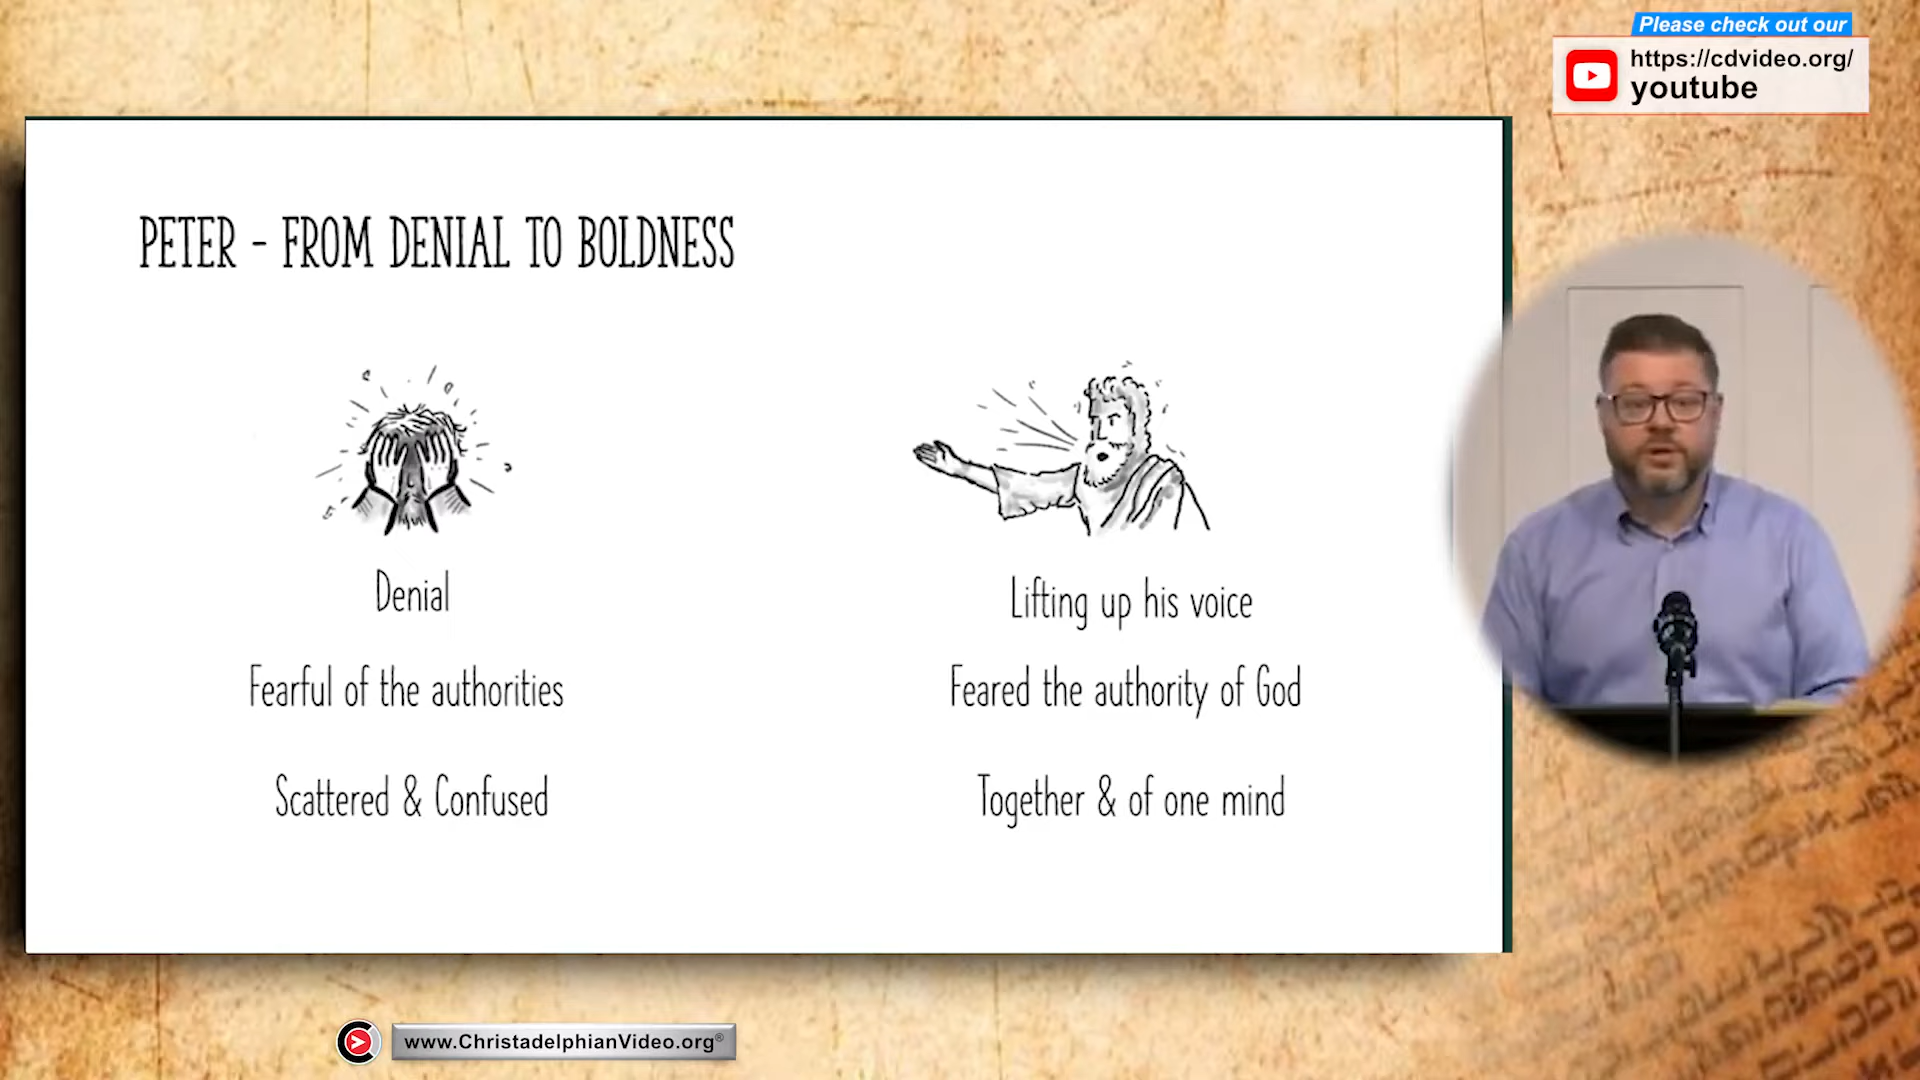 Please check out our
https://cdvideo.org/
youtube
PETER - FROM DENIAL TO BOLDNESS
Denial
Fearful of the authorities
Scattered & Confused
Lifting up his voice
Feared the authority of God
Together & of one mind
www.ChristadelphianVideo.org®